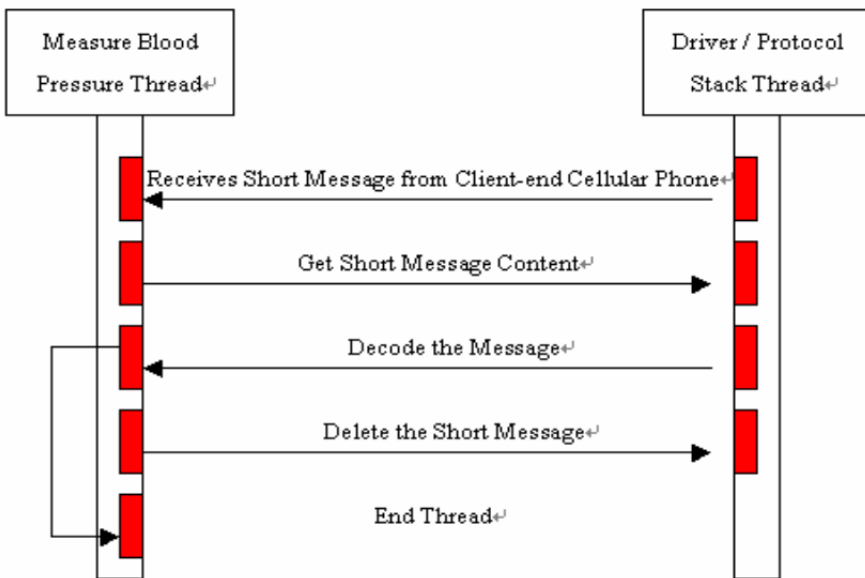 Measure Blood
Pressure Thread↵
Driver / Protocol
Stack Thread↵
Receives Short Message from Client-end Cellular Phone↵
Get Short Message Content↵
Decode the Message↵
Delete the Short Message↵
End Thread↵